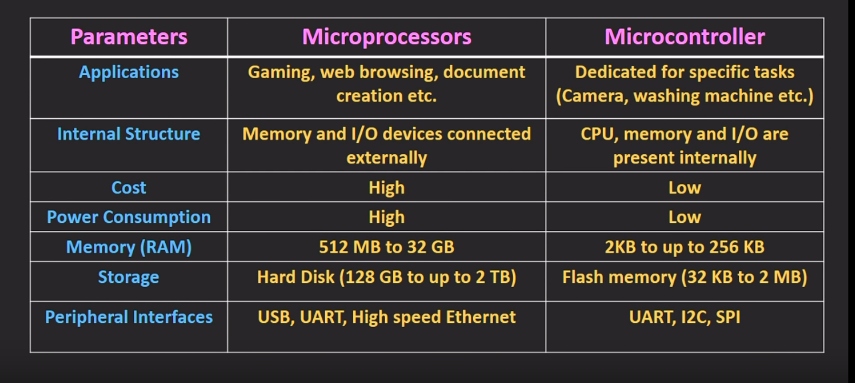 Parameters Microprocessors Microcontroller
Applications Gaming, web browsing, document Dedicated for specific tasks
creation etc. (Camera, washing machine etc.)
Internal Structure Memory and I/O devices connected CPU, memory and I/O are
externally present internally
Cost High Low
Power Consumption High Low
Memory (RAM) 512 MB to 32 GB 2KB to up to 256 KB
Storage Hard Disk (128 GB to up to 2 TB) Flash memory (32 KB to 2 MB)
Peripheral Interfaces USB, UART, High speed Ethernet UART, I2C, SPI